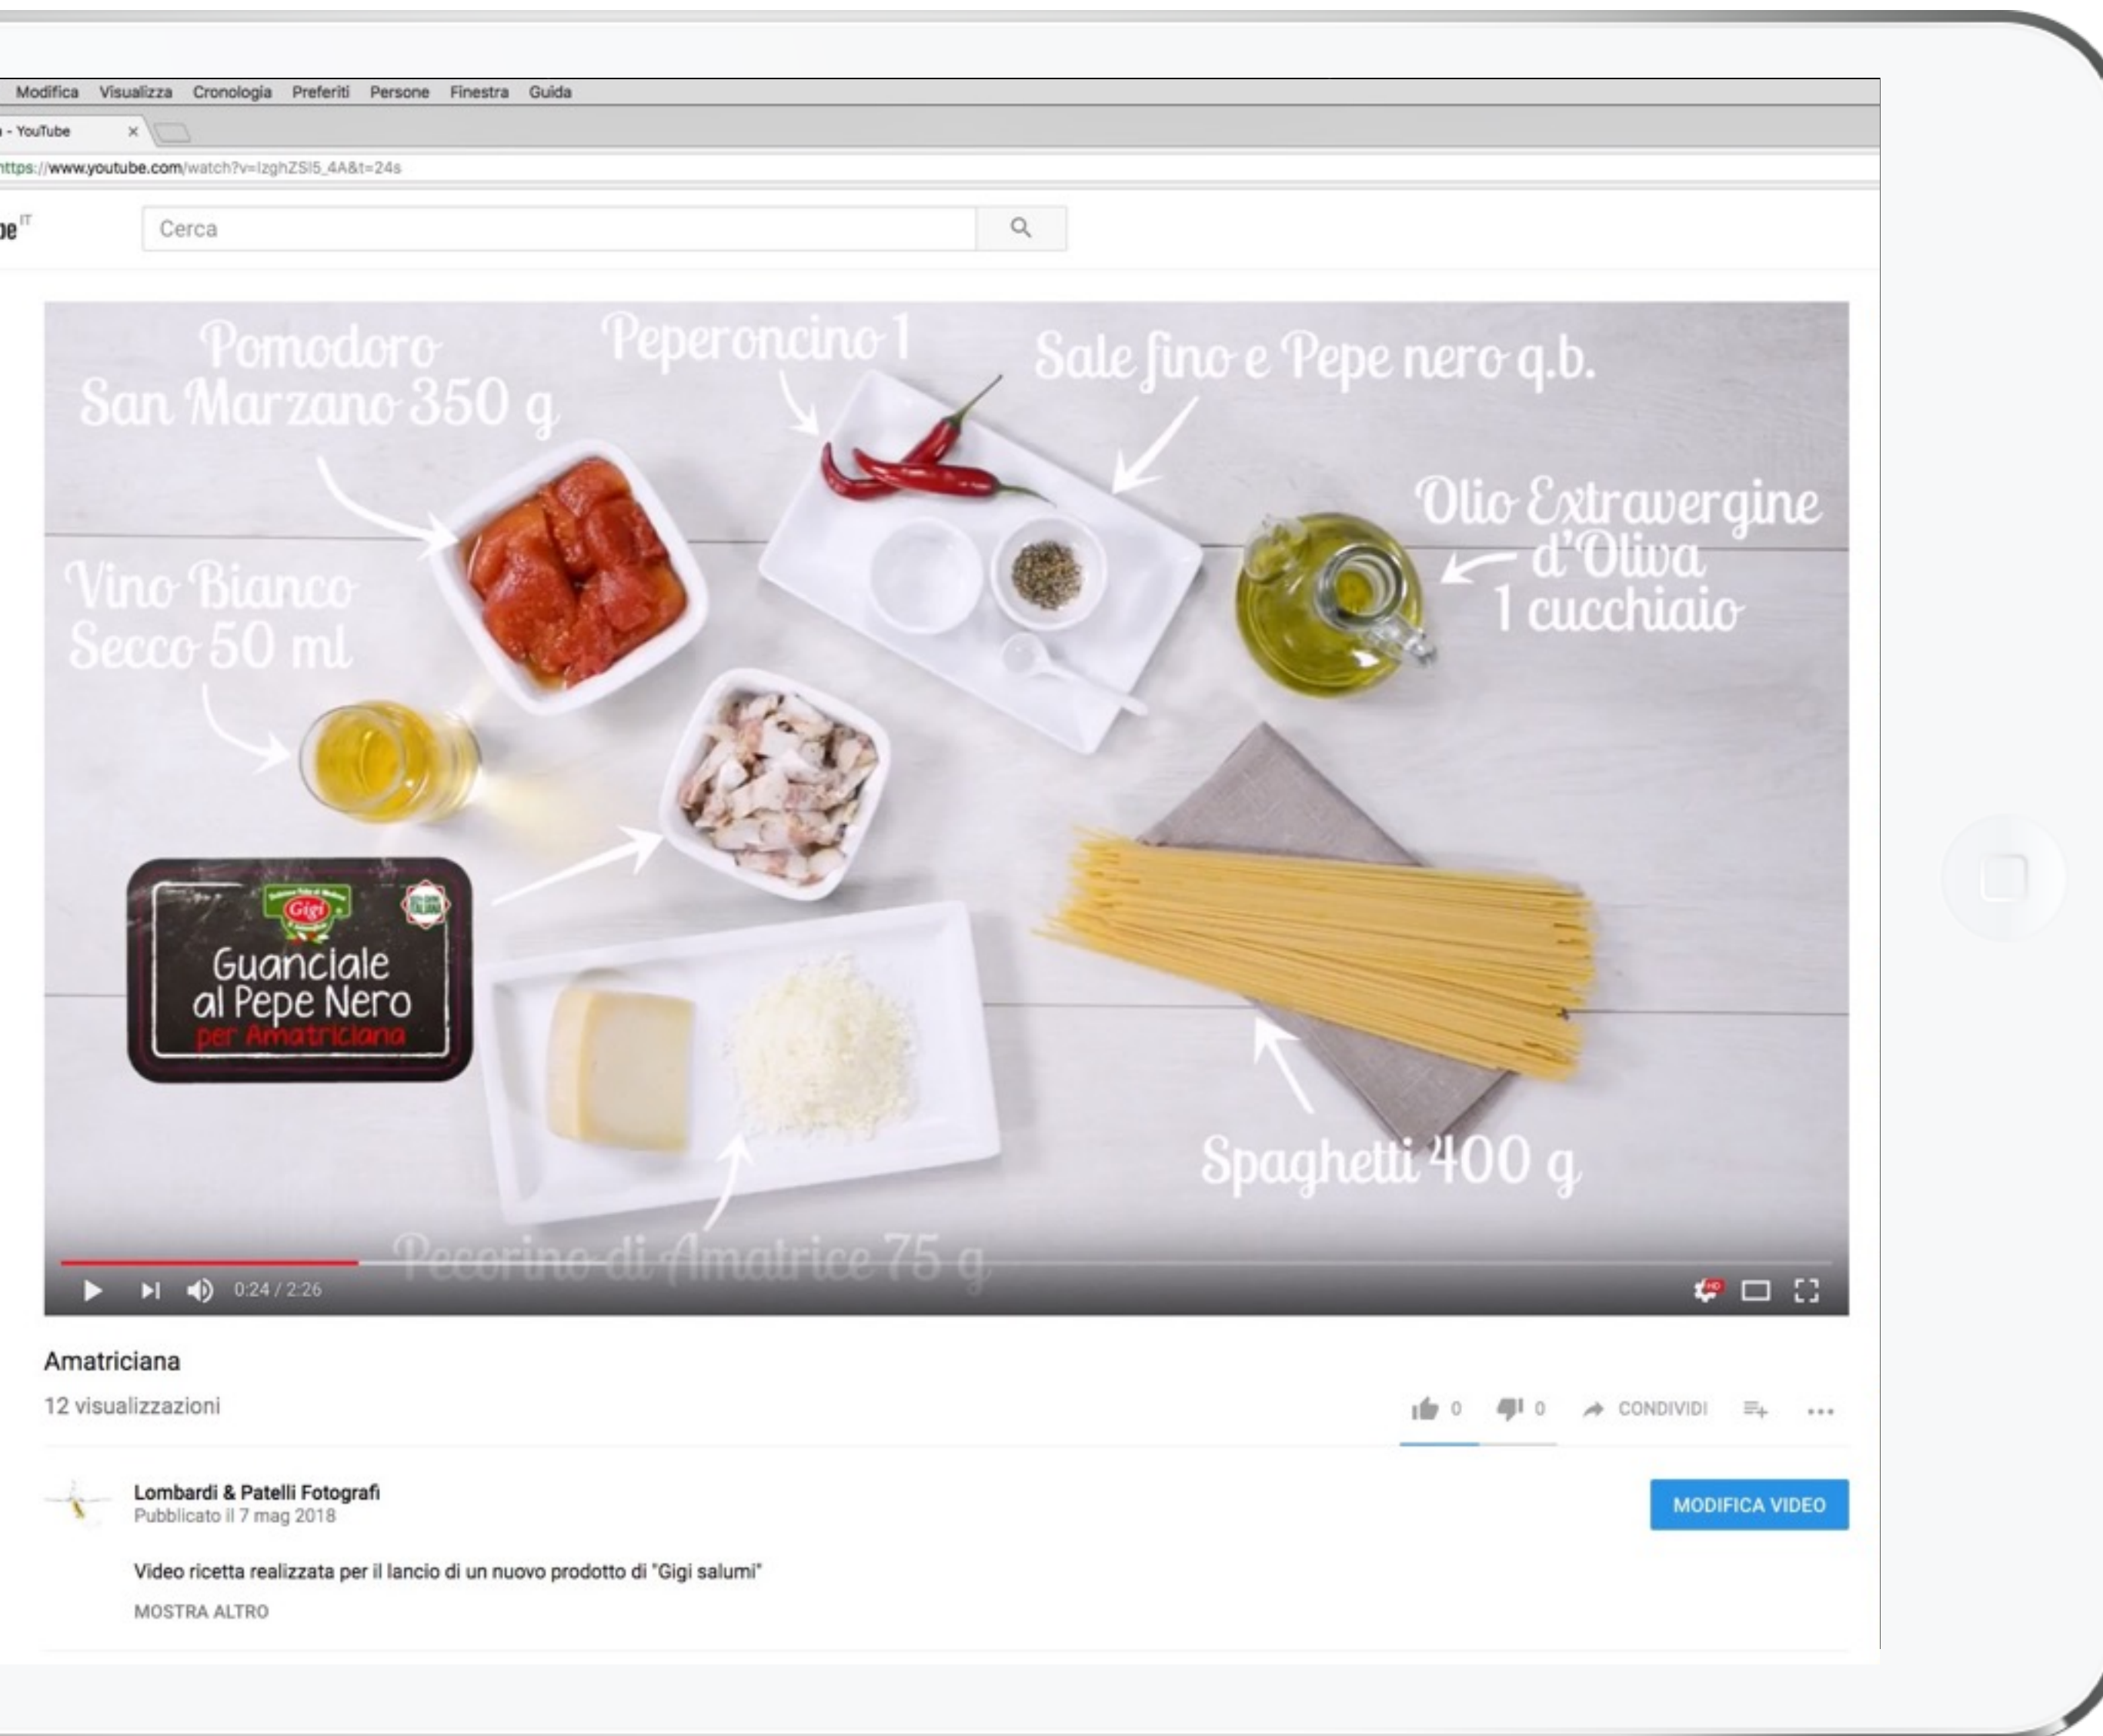 Modifica Visualizza Cronologia Preferiti Persone Finestra Guida
- YouTube
https://www.youtube.com/watch?v=IzghZSI5_4A&t=24s
be IT
Cerca
Pomodoro
San Marzano 350 g
Peperoncino 1
Sale fino e Pepe nero q.b.
Olio Extravergine
d'Oliva
1 cucchiaio
Vino Bianco
Secco 50 ml
Gigi
Guanciale
al Pepe Nero
per Amatriciana
Spaghetti 400 g
Pecorino di Amatrice 75 g
0:24 / 2:26
HD
Amatriciana
12 visualizzazioni
0 0 CONDIVIDI
Lombardi & Patelli Fotografi
Pubblicato il 7 mag 2018
MODIFICA VIDEO
Video ricetta realizzata per il lancio di un nuovo prodotto di "Gigi salumi"
MOSTRA ALTRO